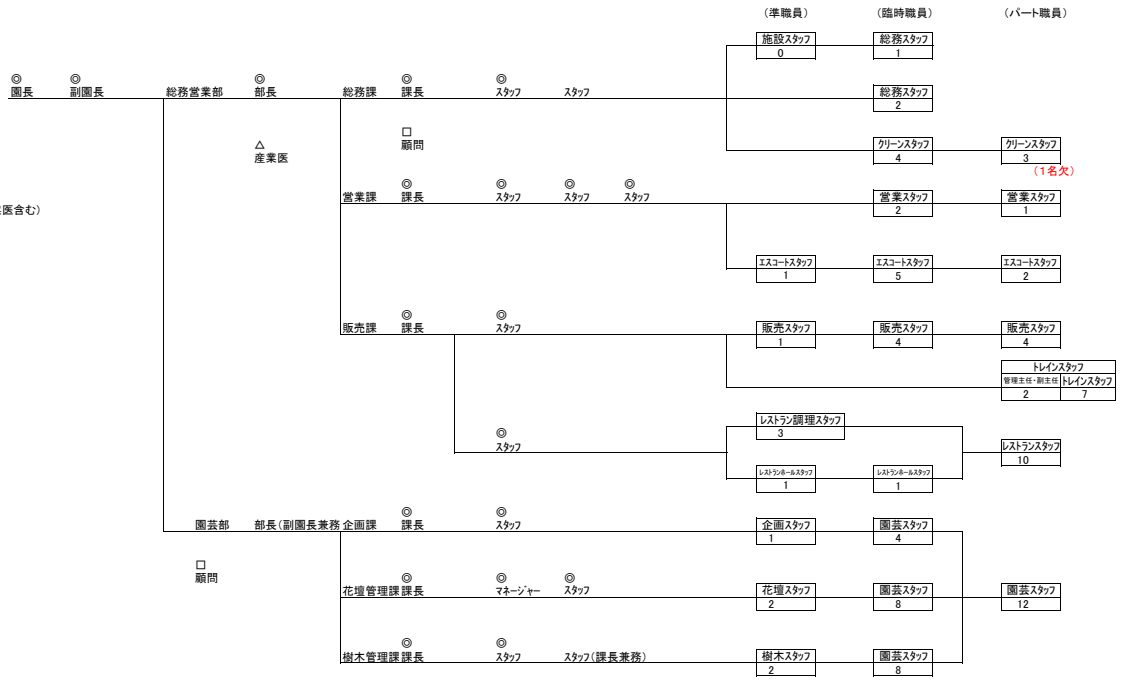 （準職員） （臨時職員） （パート職員）
施設スタッフ 総務スタッフ
0 1
◎ ◎ ◎ ◎ ◎
園長 副園長 総務営業部 部長 総務課 課長 スタッフ スタッフ 総務スタッフ
2
□
△ 顧問 クリーンスタッフ クリーンスタッフ
産業医 4 3
（１名欠）
◎ ◎ ◎ ◎
営業課 課長 スタッフ スタッフ スタッフ 営業スタッフ 営業スタッフ
医含む） 2 1
エスコートスタッフ エスコートスタッフ エスコートスタッフ
1 5 2
◎ ◎
販売課 課長 スタッフ 販売スタッフ 販売スタッフ 販売スタッフ
1 4 4
トレインスタッフ
管理主任・副主任 トレインスタッフ
2 7
レストラン調理スタッフ
◎ 3
スタッフ レストランスタッフ
10
レストランホールスタッフ レストランホールスタッフ
1 1
◎ ◎
園芸部 部長（副園長兼務 企画課 課長 スタッフ 企画スタッフ 園芸スタッフ
1 4
□
顧問
◎ ◎ ◎
花壇管理課 課長 マネージャー スタッフ 花壇スタッフ 園芸スタッフ 園芸スタッフ
2 8 12
◎ ◎
樹木管理課 課長 スタッフ スタッフ（課長兼務） 樹木スタッフ 園芸スタッフ
2 8